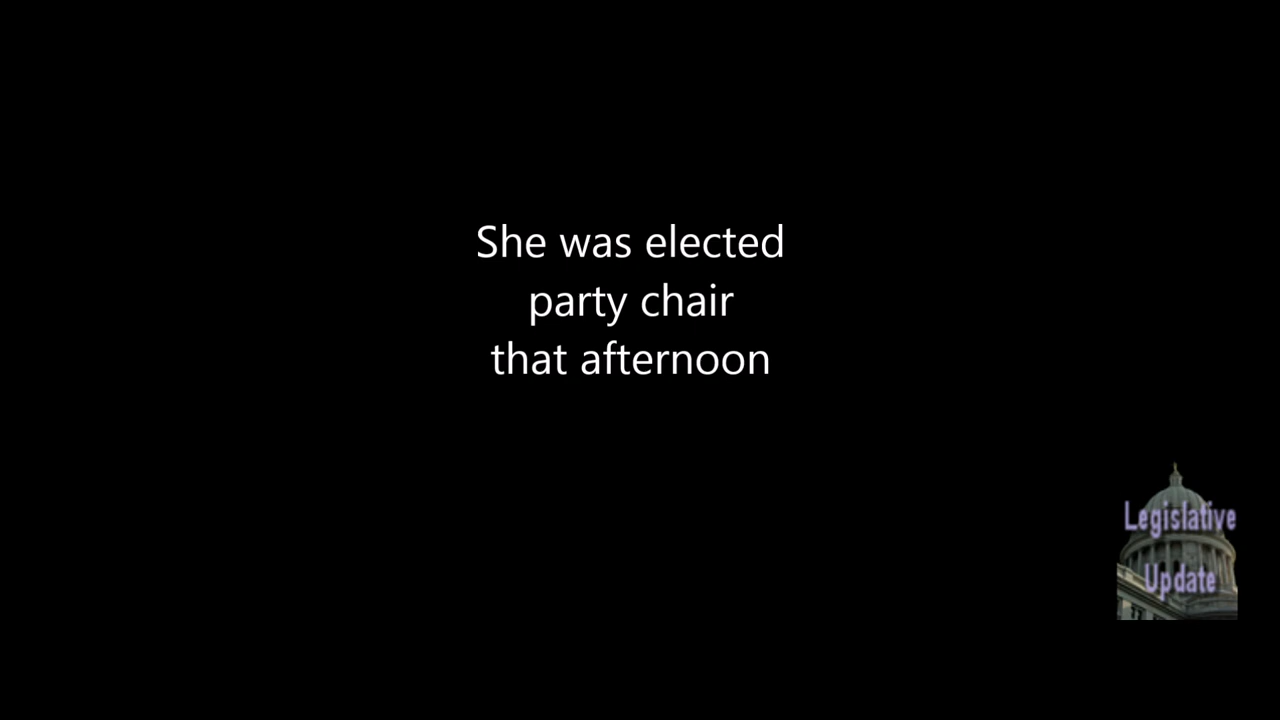 She was elected
party chair
that afternoon
Legislative
Update